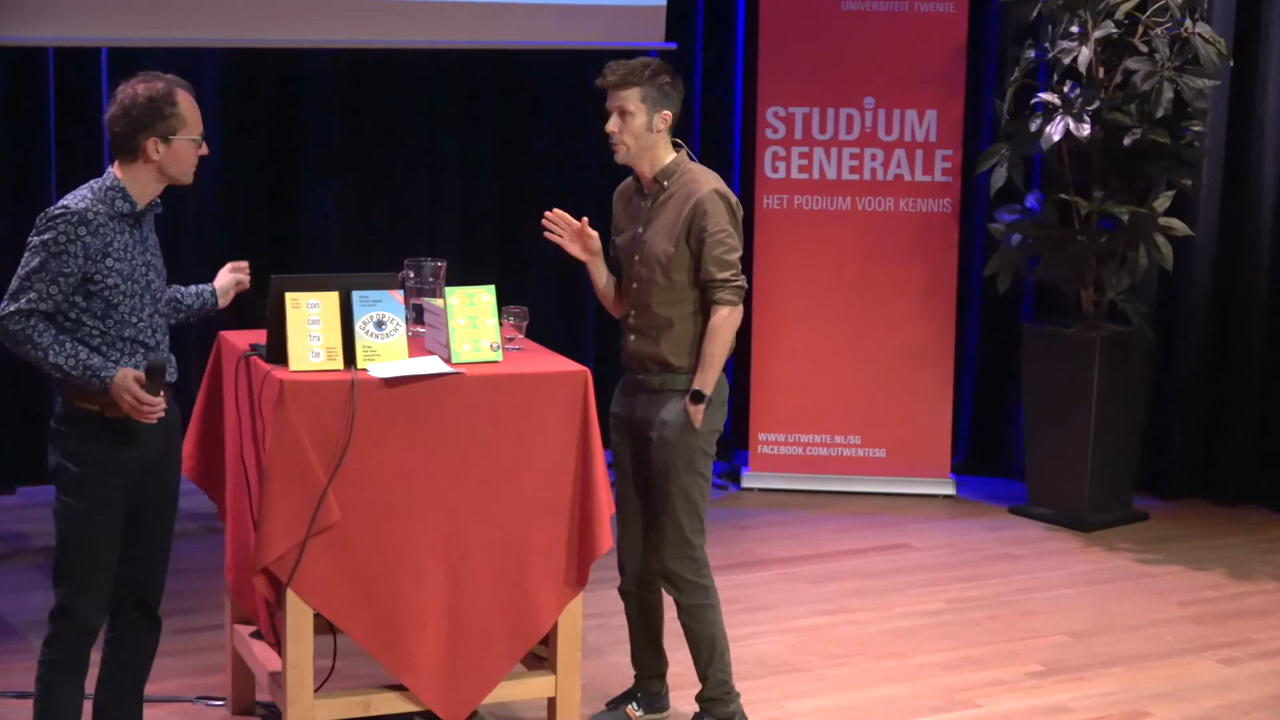 UNIVERSITEIT TWENTE.
STUDIUM
GENERALE
HET PODIUM VOOR KENNIS
WWW.UTWENTE.NL/SG
FACEBOOK.COM/UTWENTESG
con
cen
tra
tie
GRIP OP JE
AANDACHT